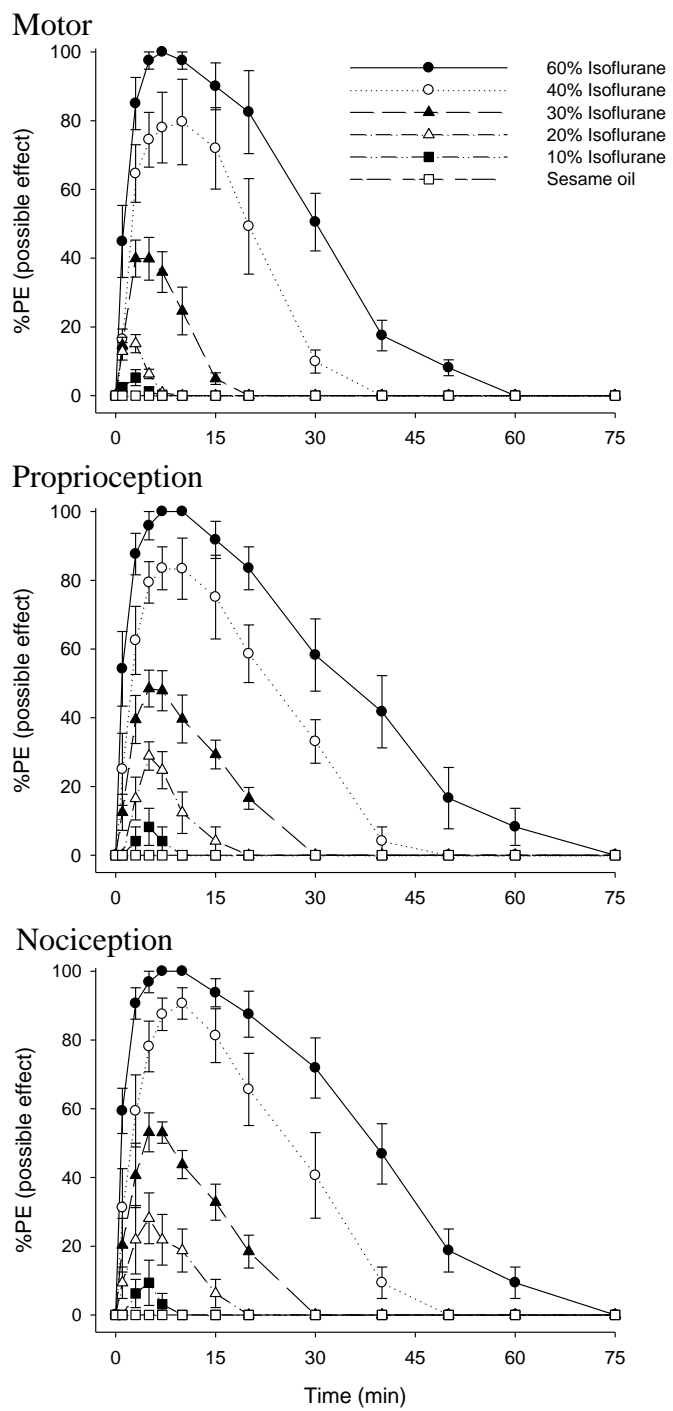 Motor
100
80
60
40
20
0
%PE (possible effect)
60% Isoflurane
40% Isoflurane
30% Isoflurane
20% Isoflurane
10% Isoflurane
Sesame oil
0 15 30 45 60 75
Proprioception
100
80
60
40
20
0
%PE (possible effect)
0 15 30 45 60 75
Nociception
100
80
60
40
20
0
%PE (possible effect)
0 15 30 45 60 75
Time (min)